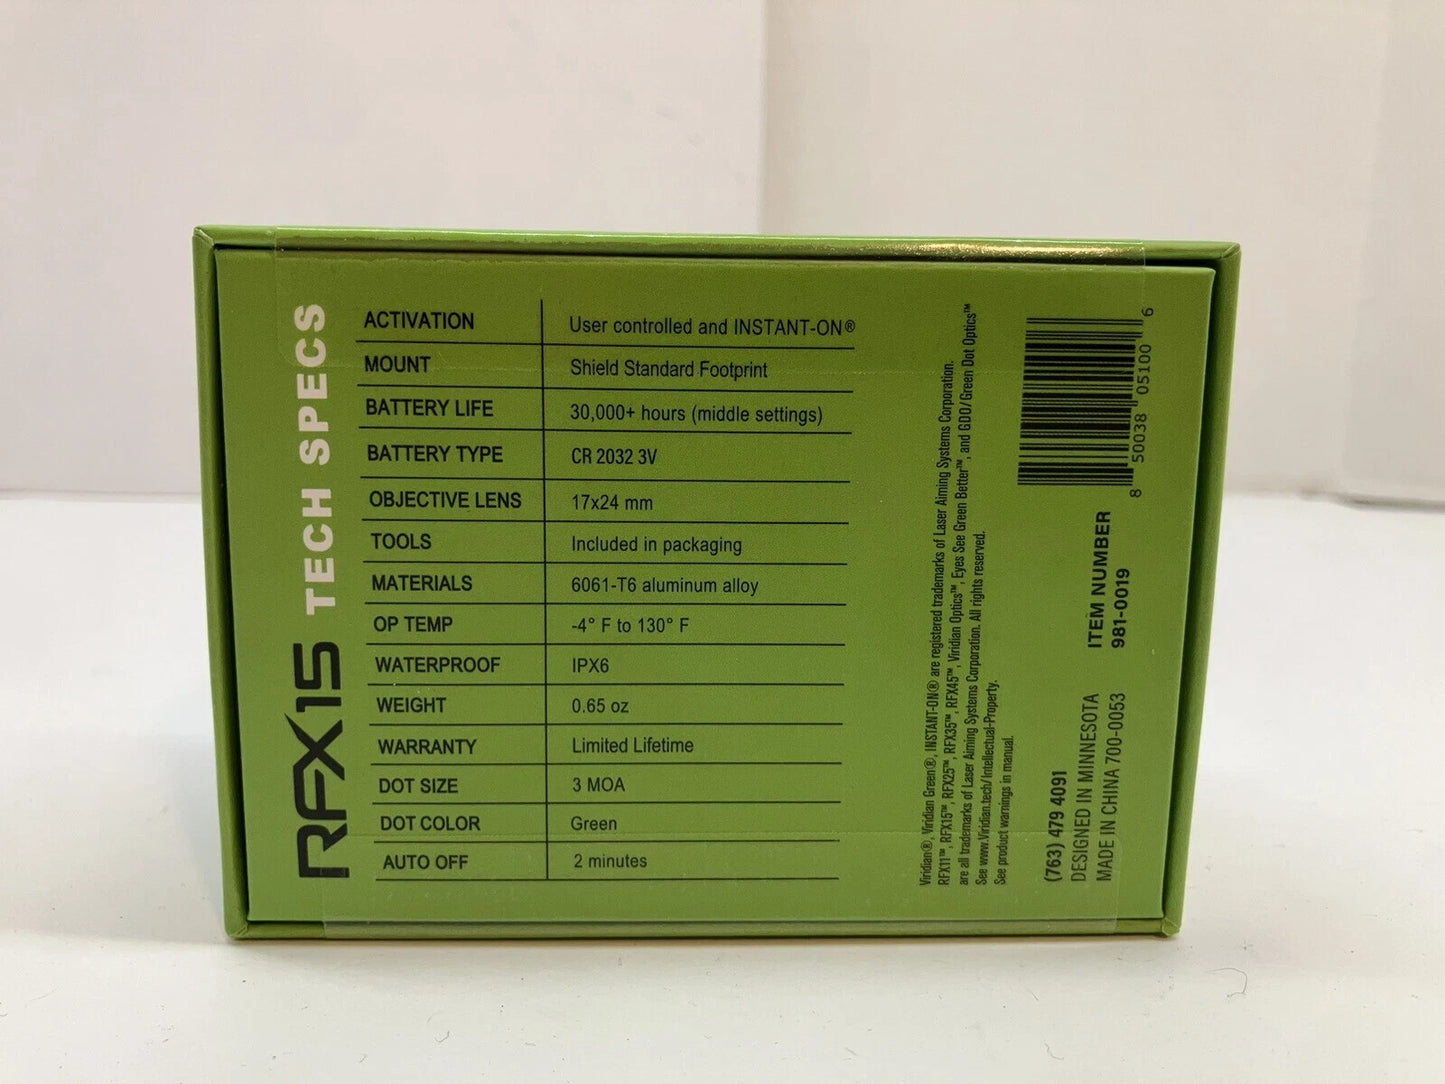 RFX15 TECH SPECS
ACTIVATION User controlled and INSTANT-ON®
MOUNT Shield Standard Footprint
BATTERY LIFE 30,000+ hours (middle settings)
BATTERY TYPE CR 2032 3V
OBJECTIVE LENS 17x24 mm
TOOLS Included in packaging
MATERIALS 6061-T6 aluminum alloy
OP TEMP -4° F to 130° F
WATERPROOF IPX6
WEIGHT 0.65 oz
WARRANTY Limited Lifetime
DOT SIZE 3 MOA
DOT COLOR Green
AUTO OFF 2 minutes
Viridian®, Viridian Green®, INSTANT-ON® are registered trademarks of Laser Aiming Systems Corporation.
RFX11™, RFX15™, RFX25™, RFX35™, RFX45™, Viridian Optics™, Eyes See Green Better™, and GDO/Green Dot Optics™
are all trademarks of Laser Aiming Systems Corporation. All rights reserved.
See www.Viridian.tech/Intellectual-Property.
See product warnings in manual.
(763) 479 4091
DESIGNED IN MINNESOTA
MADE IN CHINA 700-0053
ITEM NUMBER
981-0019
8 50038 05100 6